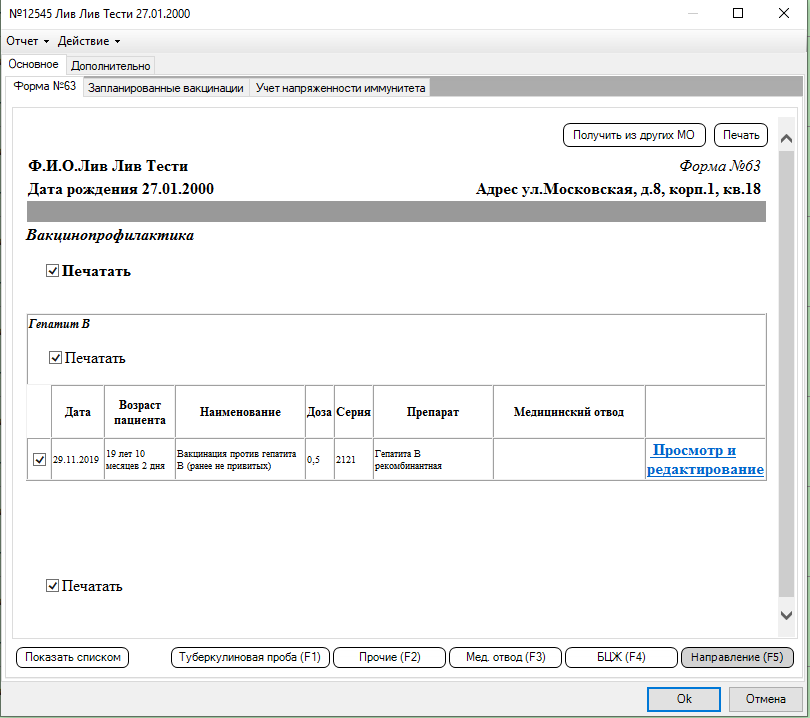 №12545 Лив Лив Тести 27.01.2000
Отчет Действие
Основное Дополнительно
Форма №63 Запланированные вакцинации Учет напряженности иммунитета
Получить из других МО Печать
Ф.И.О.Лив Лив Тести Форма №63
Дата рождения 27.01.2000 Адрес ул.Московская, д.8, корп.1, кв.18
Вакцинопрофилактика
Печатать
Гепатит В
Печатать
Дата Возраст пациента Наименование Доза Серия Препарат Медицинский отвод
29.11.2019 19 лет 10 месяцев 2 дня Вакцинация против гепатита В (ранее не привитых) 0,5 2121 Гепатита В рекомбинантная Просмотр и редактирование
Печатать
Показать списком Туберкулиновая проба (F1) Прочие (F2) Мед. отвод (F3) БЦЖ (F4) Направление (F5)
Ok Отмена